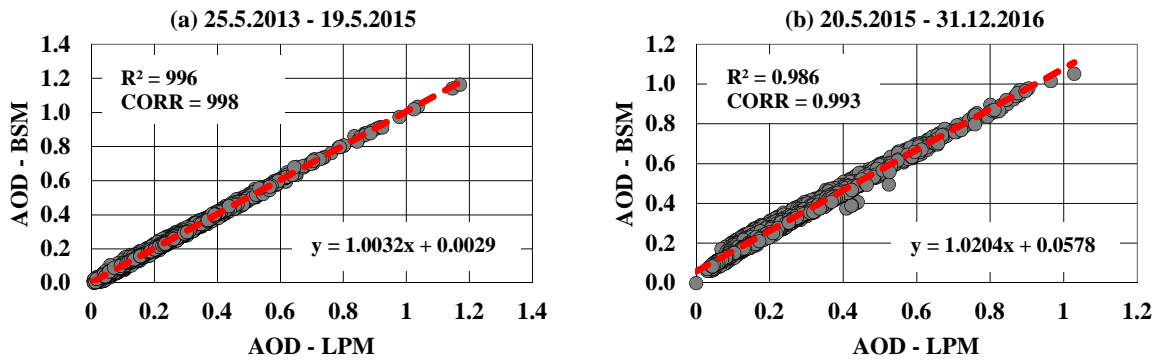 (a) 25.5.2013 - 19.5.2015
1.4
1.2
1.0
0.8
0.6
0.4
0.2
0.0
AOD - BSM
R² = 996
CORR = 998
y = 1.0032x + 0.0029
0 0.2 0.4 0.6 0.8 1 1.2 1.4
AOD - LPM
(b) 20.5.2015 - 31.12.2016
1.2
1.0
0.8
0.6
0.4
0.2
0.0
AOD - BSM
R² = 0.986
CORR = 0.993
y = 1.0204x + 0.0578
0 0.2 0.4 0.6 0.8 1 1.2
AOD - LPM